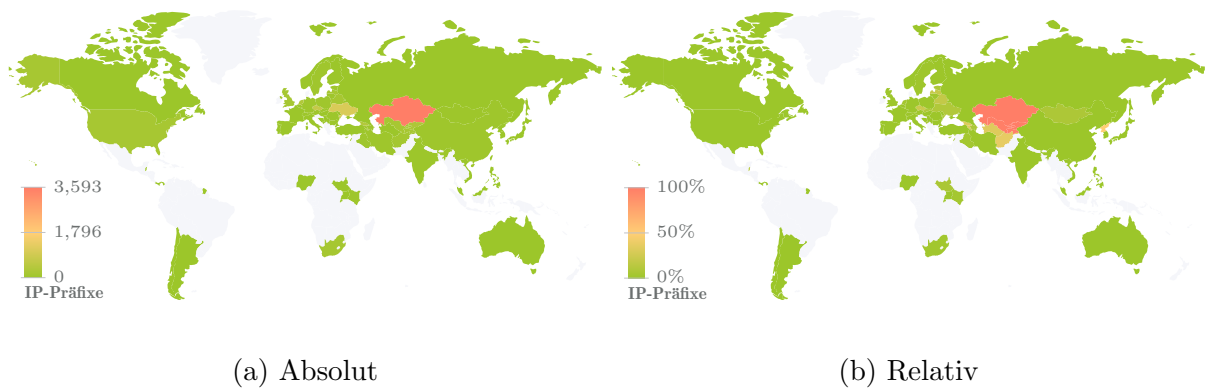 3,593
1,796
0
IP-Präfixe
100%
50%
0%
IP-Präfixe
(a) Absolut
(b) Relativ